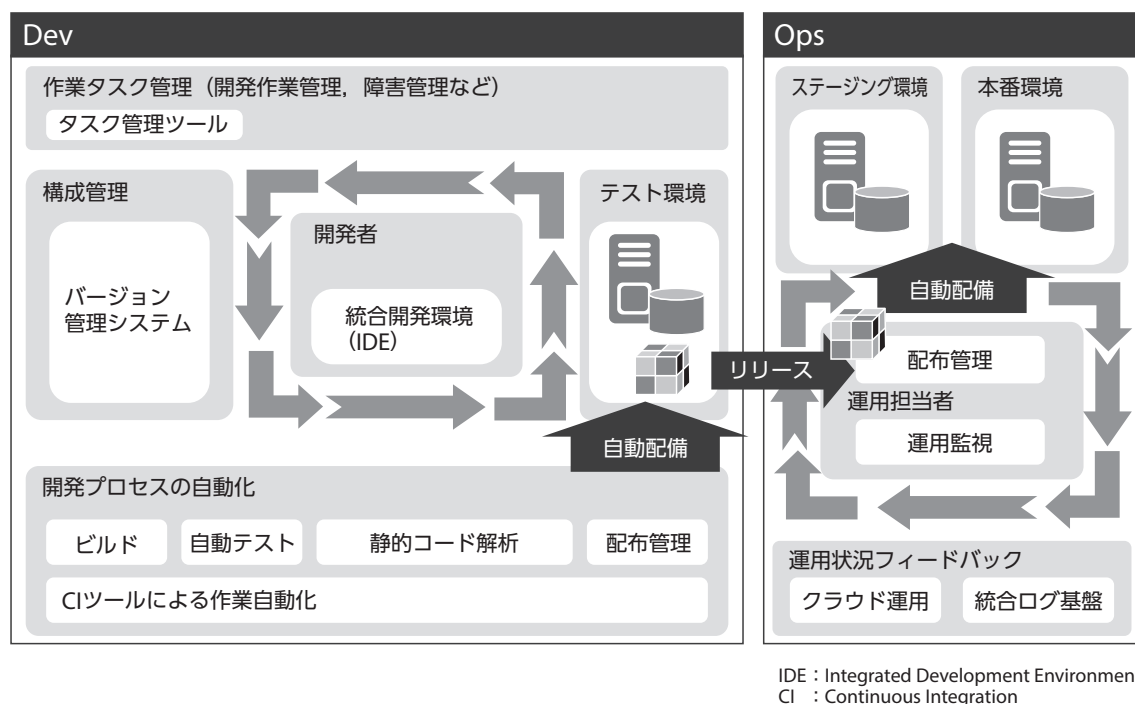 Dev
作業タスク管理（開発作業管理，障害管理など）
タスク管理ツール
構成管理
バージョン
管理システム
開発者
統合開発環境
（IDE）
テスト環境
自動配備
開発プロセスの自動化
ビルド
自動テスト
静的コード解析
配布管理
CIツールによる作業自動化
リリース
Ops
ステージング環境
本番環境
自動配備
配布管理
運用担当者
運用監視
運用状況フィードバック
クラウド運用
統合ログ基盤
IDE：Integrated Development Environmen
CI ：Continuous Integration